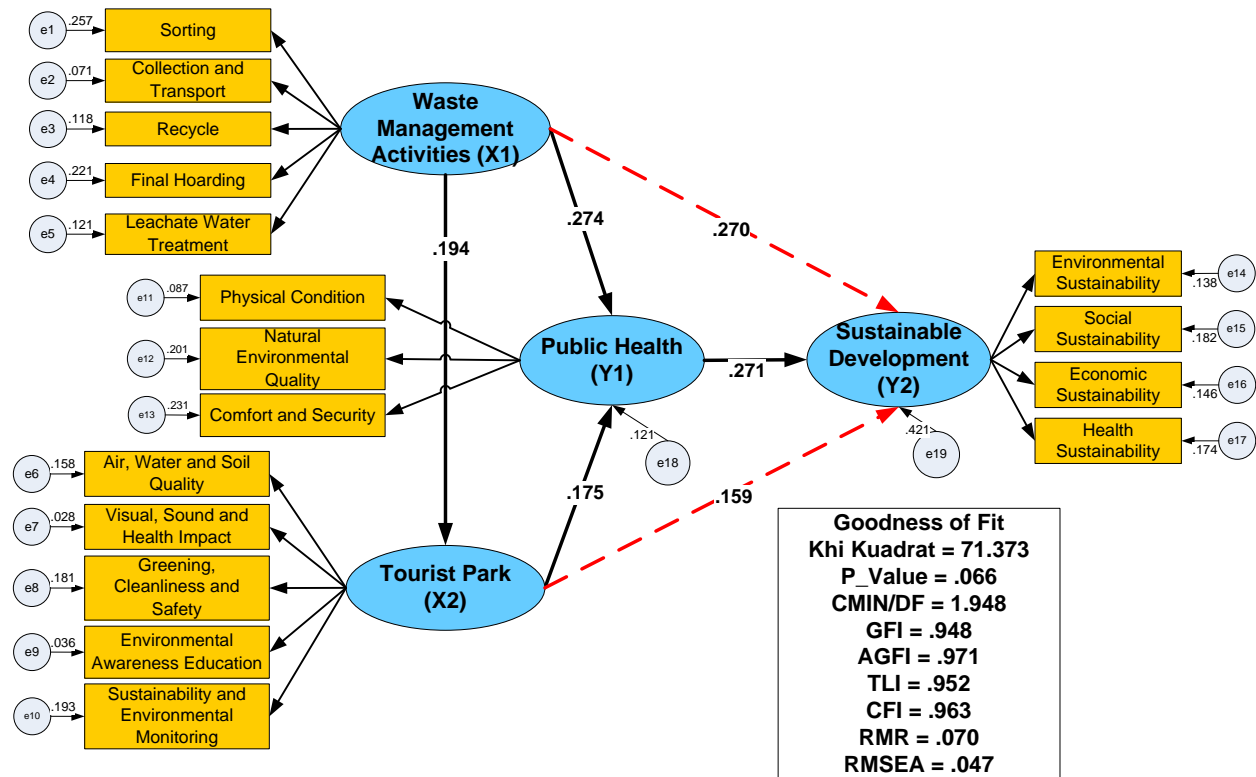 e1
.257
Sorting
e2
.071
Collection and
Transport
e3
.118
Recycle
e4
.221
Final Hoarding
e5
.121
Leachate Water
Treatment
Waste
Management
Activities (X1)
.274
.270
.194
e11
.087
Physical Condition
e12
.201
Natural
Environmental
Quality
e13
.231
Comfort and Security
Public Health
(Y1)
.271
Sustainable
Development
(Y2)
Environmental
Sustainability
.138
e14
Social
Sustainability
.182
e15
Economic
Sustainability
.146
e16
Health
Sustainability
.174
e17
.121
e18
.421
e19
e6
.158
Air, Water and Soil
Quality
e7
.028
Visual, Sound and
Health Impact
e8
.181
Greening,
Cleanliness and
Safety
e9
.036
Environmental
Awareness Education
e10
.193
Sustainability and
Environmental
Monitoring
Tourist Park
(X2)
.175
.159
Goodness of Fit
Khi Kuadrat = 71.373
P_Value = .066
CMIN/DF = 1.948
GFI = .948
AGFI = .971
TLI = .952
CFI = .963
RMR = .070
RMSEA = .047